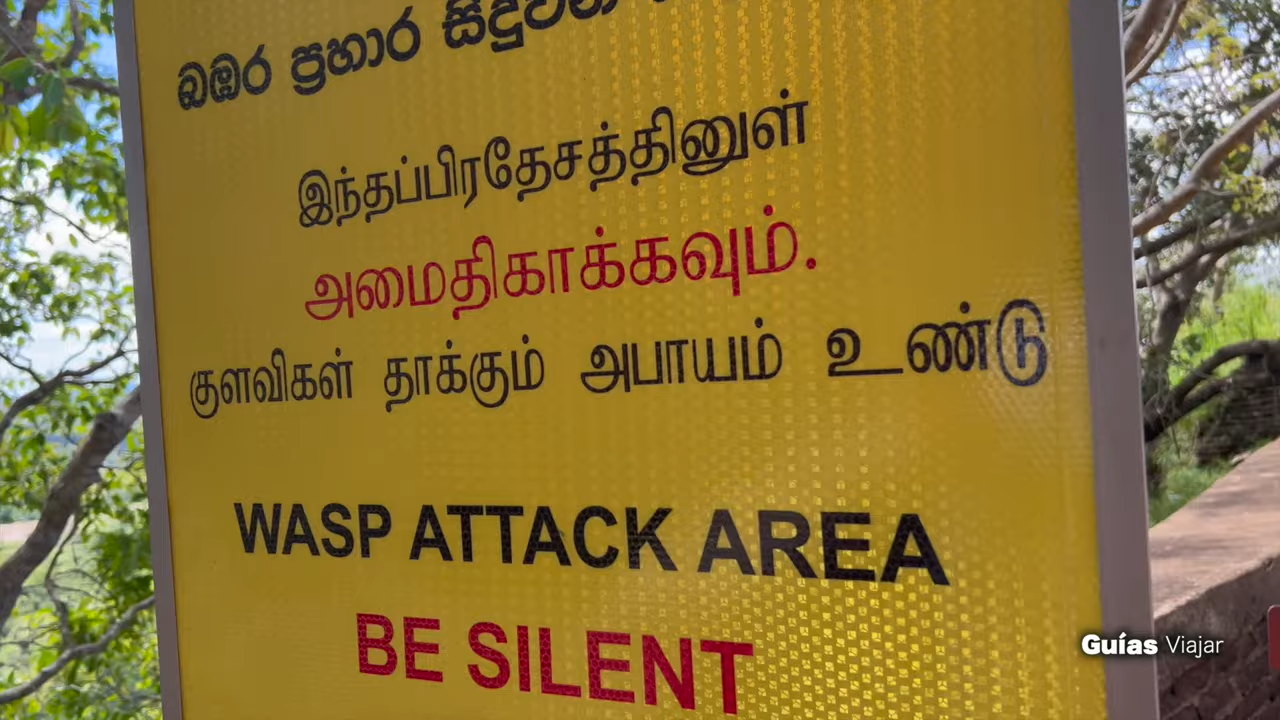 බඹර ප්‍රහාර සිදුවන
இந்தப்பிரதேசத்தினுள்
அமைதிகாக்கவும்.
குளவிகள் தாக்கும் அபாயம் உண்டு
WASP ATTACK AREA
BE SILENT
Guías Viajar